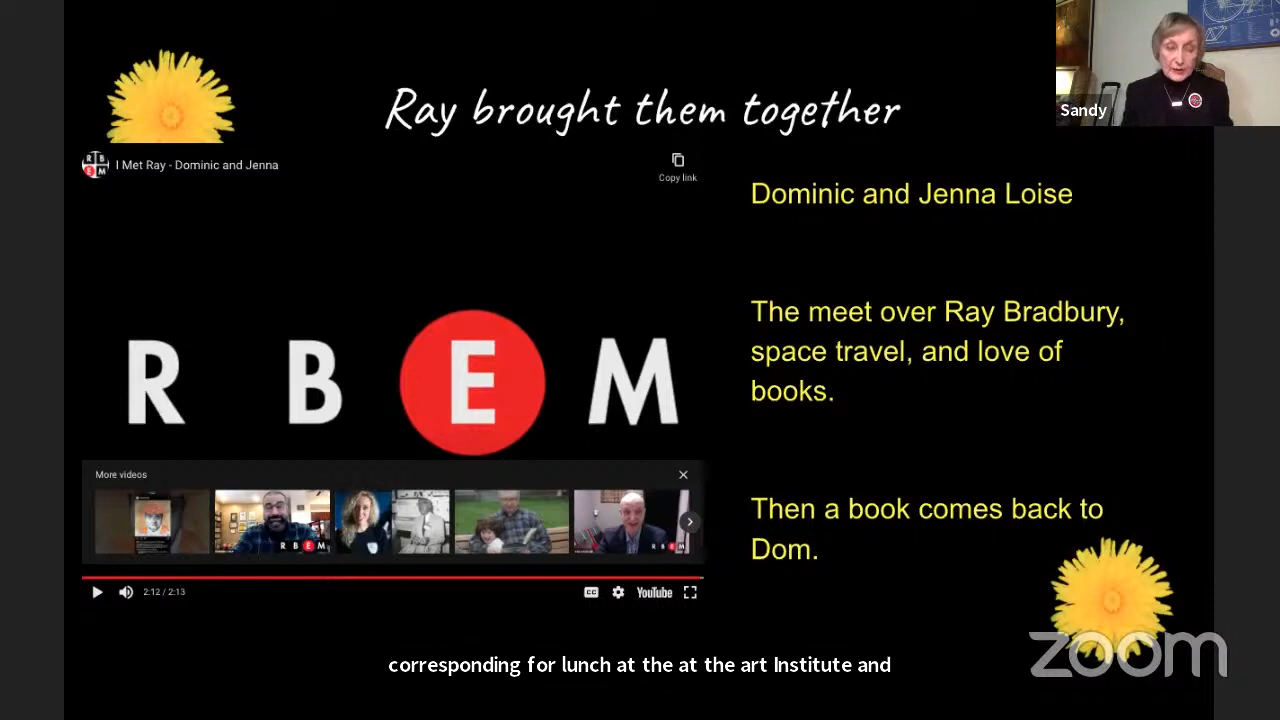 Ray brought them together
Sandy
R B
E M
I Met Ray - Dominic and Jenna
Copy link
Dominic and Jenna Loise
The meet over Ray Bradbury,
space travel, and love of
books.
R B E M
More videos
R B E M
R B E M
Then a book comes back to
Dom.
2:12 / 2:13
CC
YouTube
corresponding for lunch at the at the art Institute and
zoom